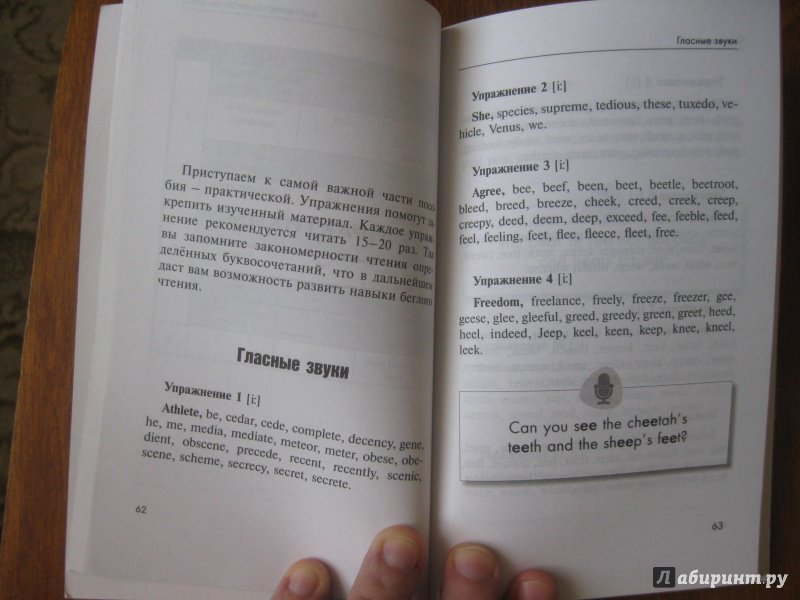 Приступаем к самой важной части посо-
бия – практической. Упражнения помогут за-
крепить изученный материал. Каждое упраж-
нение рекомендуется читать 15–20 раз. Так
вы запомните закономерности чтения опре-
делённых буквосочетаний, что в дальнейшем
даст вам возможность развить навыки беглого
чтения.
Гласные звуки
Упражнение 1 [i:]
Athlete, be, cedar, cede, complete, decency, gene,
he, me, media, mediate, meteor, meter, obese, obe-
dient, obscene, precede, recent, recently, scenic,
scene, scheme, secrecy, secret, secrete.
62
Гласные звуки
Упражнение 2 [i:]
She, species, supreme, tedious, these, tuxedo, ve-
hicle, Venus, we.
Упражнение 3 [i:]
Agree, bee, beef, been, beet, beetle, beetroot,
bleed, breed, breeze, cheek, creed, creek, creep,
creepy, deed, deem, deep, exceed, fee, feeble, feed,
feel, feeling, feet, flee, fleece, fleet, free.
Упражнение 4 [i:]
Freedom, freelance, freely, freeze, freezer, gee,
geese, glee, gleeful, greed, greedy, green, greet, heed,
heel, indeed, Jeep, keel, keen, keep, knee, kneel,
leek.
Can you see the cheetah's
teeth and the sheep's feet?
63
Лабиринт.ру